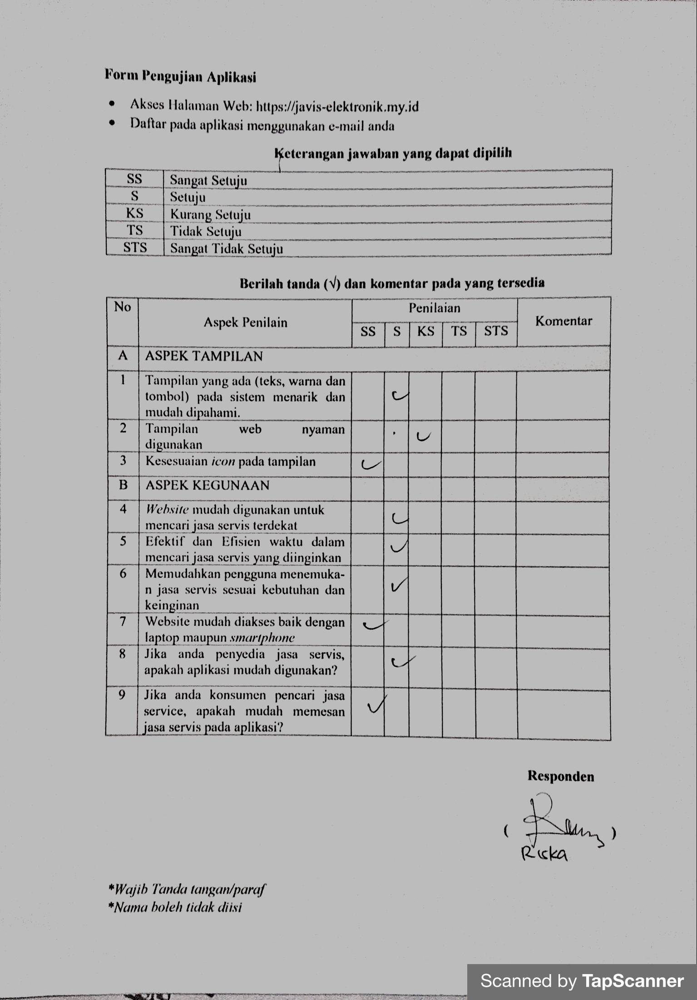 Form Pengujian Aplikasi
• Akses Halaman Web: https://javis-elektronik.my.id
• Daftar pada aplikasi menggunakan e-mail anda
Keterangan jawaban yang dapat dipilih
SS Sangat Setuju
S Setuju
KS Kurang Setuju
TS Tidak Setuju
STS Sangat Tidak Setuju
Berilah tanda (√) dan komentar pada yang tersedia
No Aspek Penilain Penilaian Komentar
SS S KS TS STS
A ASPEK TAMPILAN
1 Tampilan yang ada (teks, warna dan
tombol) pada sistem menarik dan ✓
mudah dipahami.
2 Tampilan web nyaman ✓
digunakan
3 Kesesuaian icon pada tampilan ✓
B ASPEK KEGUNAAN
4 Website mudah digunakan untuk ✓
mencari jasa servis terdekat
5 Efektif dan Efisien waktu dalam ✓
mencari jasa servis yang diinginkan
6 Memudahkan pengguna menemuka-
n jasa servis sesuai kebutuhan dan ✓
keinginan
7 Website mudah diakses baik dengan ✓
laptop maupun smartphone
8 Jika anda penyedia jasa servis, ✓
apakah aplikasi mudah digunakan?
9 Jika anda konsumen pencari jasa
service, apakah mudah memesan ✓
jasa servis pada aplikasi?
Responden
( )
Riska
*Wajib Tanda tangan/paraf
*Nama boleh tidak diisi
Scanned by TapScanner